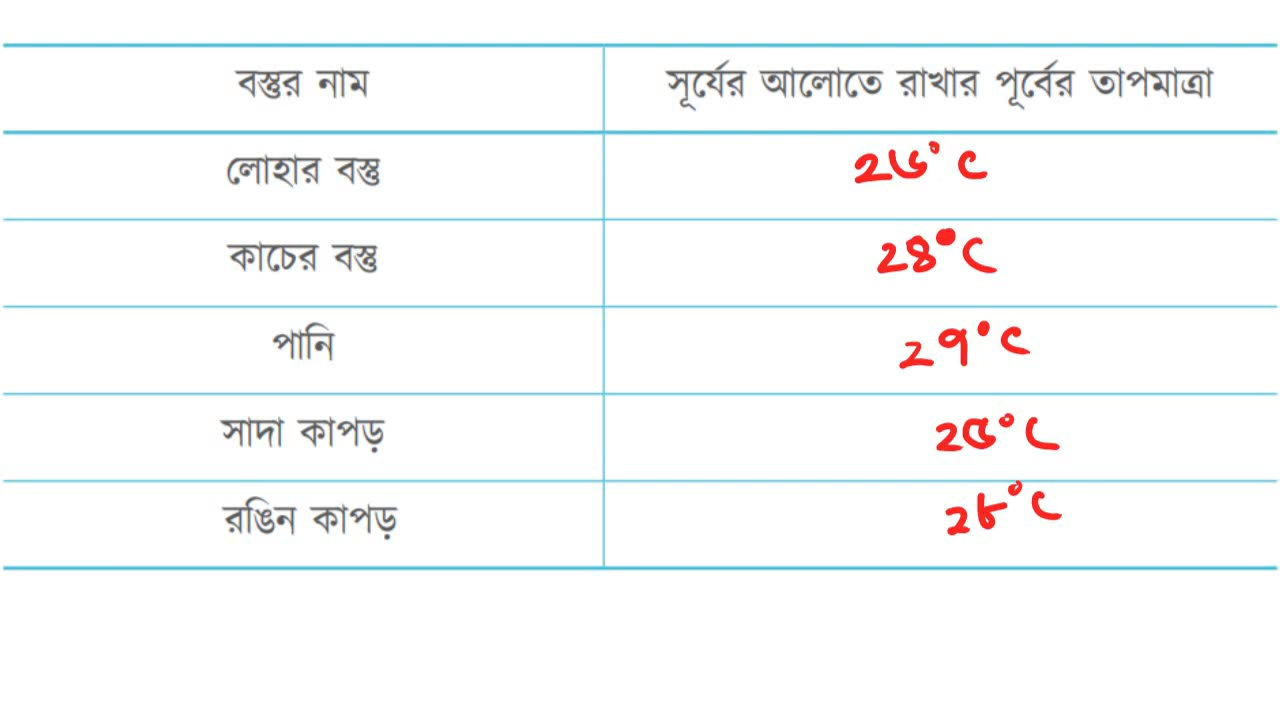 বস্তুর নাম সূর্যের আলোতে রাখার পূর্বের তাপমাত্রা
লোহার বস্তু ২৬°C
কাচের বস্তু ২৪°C
পানি ২৭°C
সাদা কাপড় ২৫°C
রঙিন কাপড় ২৮°C